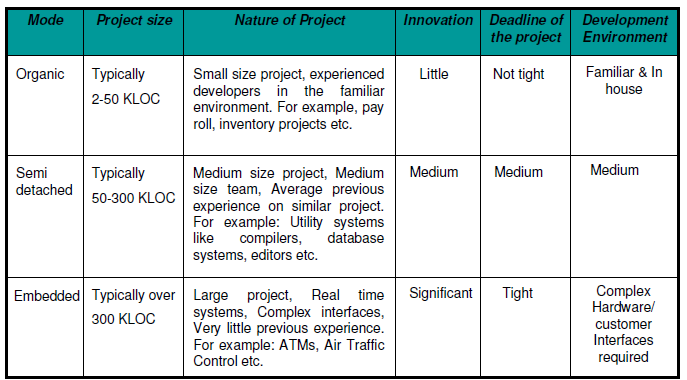 Mode
Project size
Nature of Project
Innovation
Deadline of
the project
Development
Environment
Organic
Typically
2-50 KLOC
Small size project, experienced
developers in the familiar
environment. For example, pay
roll, inventory projects etc.
Little
Not tight
Familiar & In
house
Semi
detached
Typically
50-300 KLOC
Medium size project, Medium
size team, Average previous
experience on similar project.
For example: Utility systems
like compilers, database
systems, editors etc.
Medium
Medium
Medium
Embedded
Typically over
300 KLOC
Large project, Real time
systems, Complex interfaces,
Very little previous experience.
For example: ATMs, Air Traffic
Control etc.
Significant
Tight
Complex
Hardware/
customer
Interfaces
required